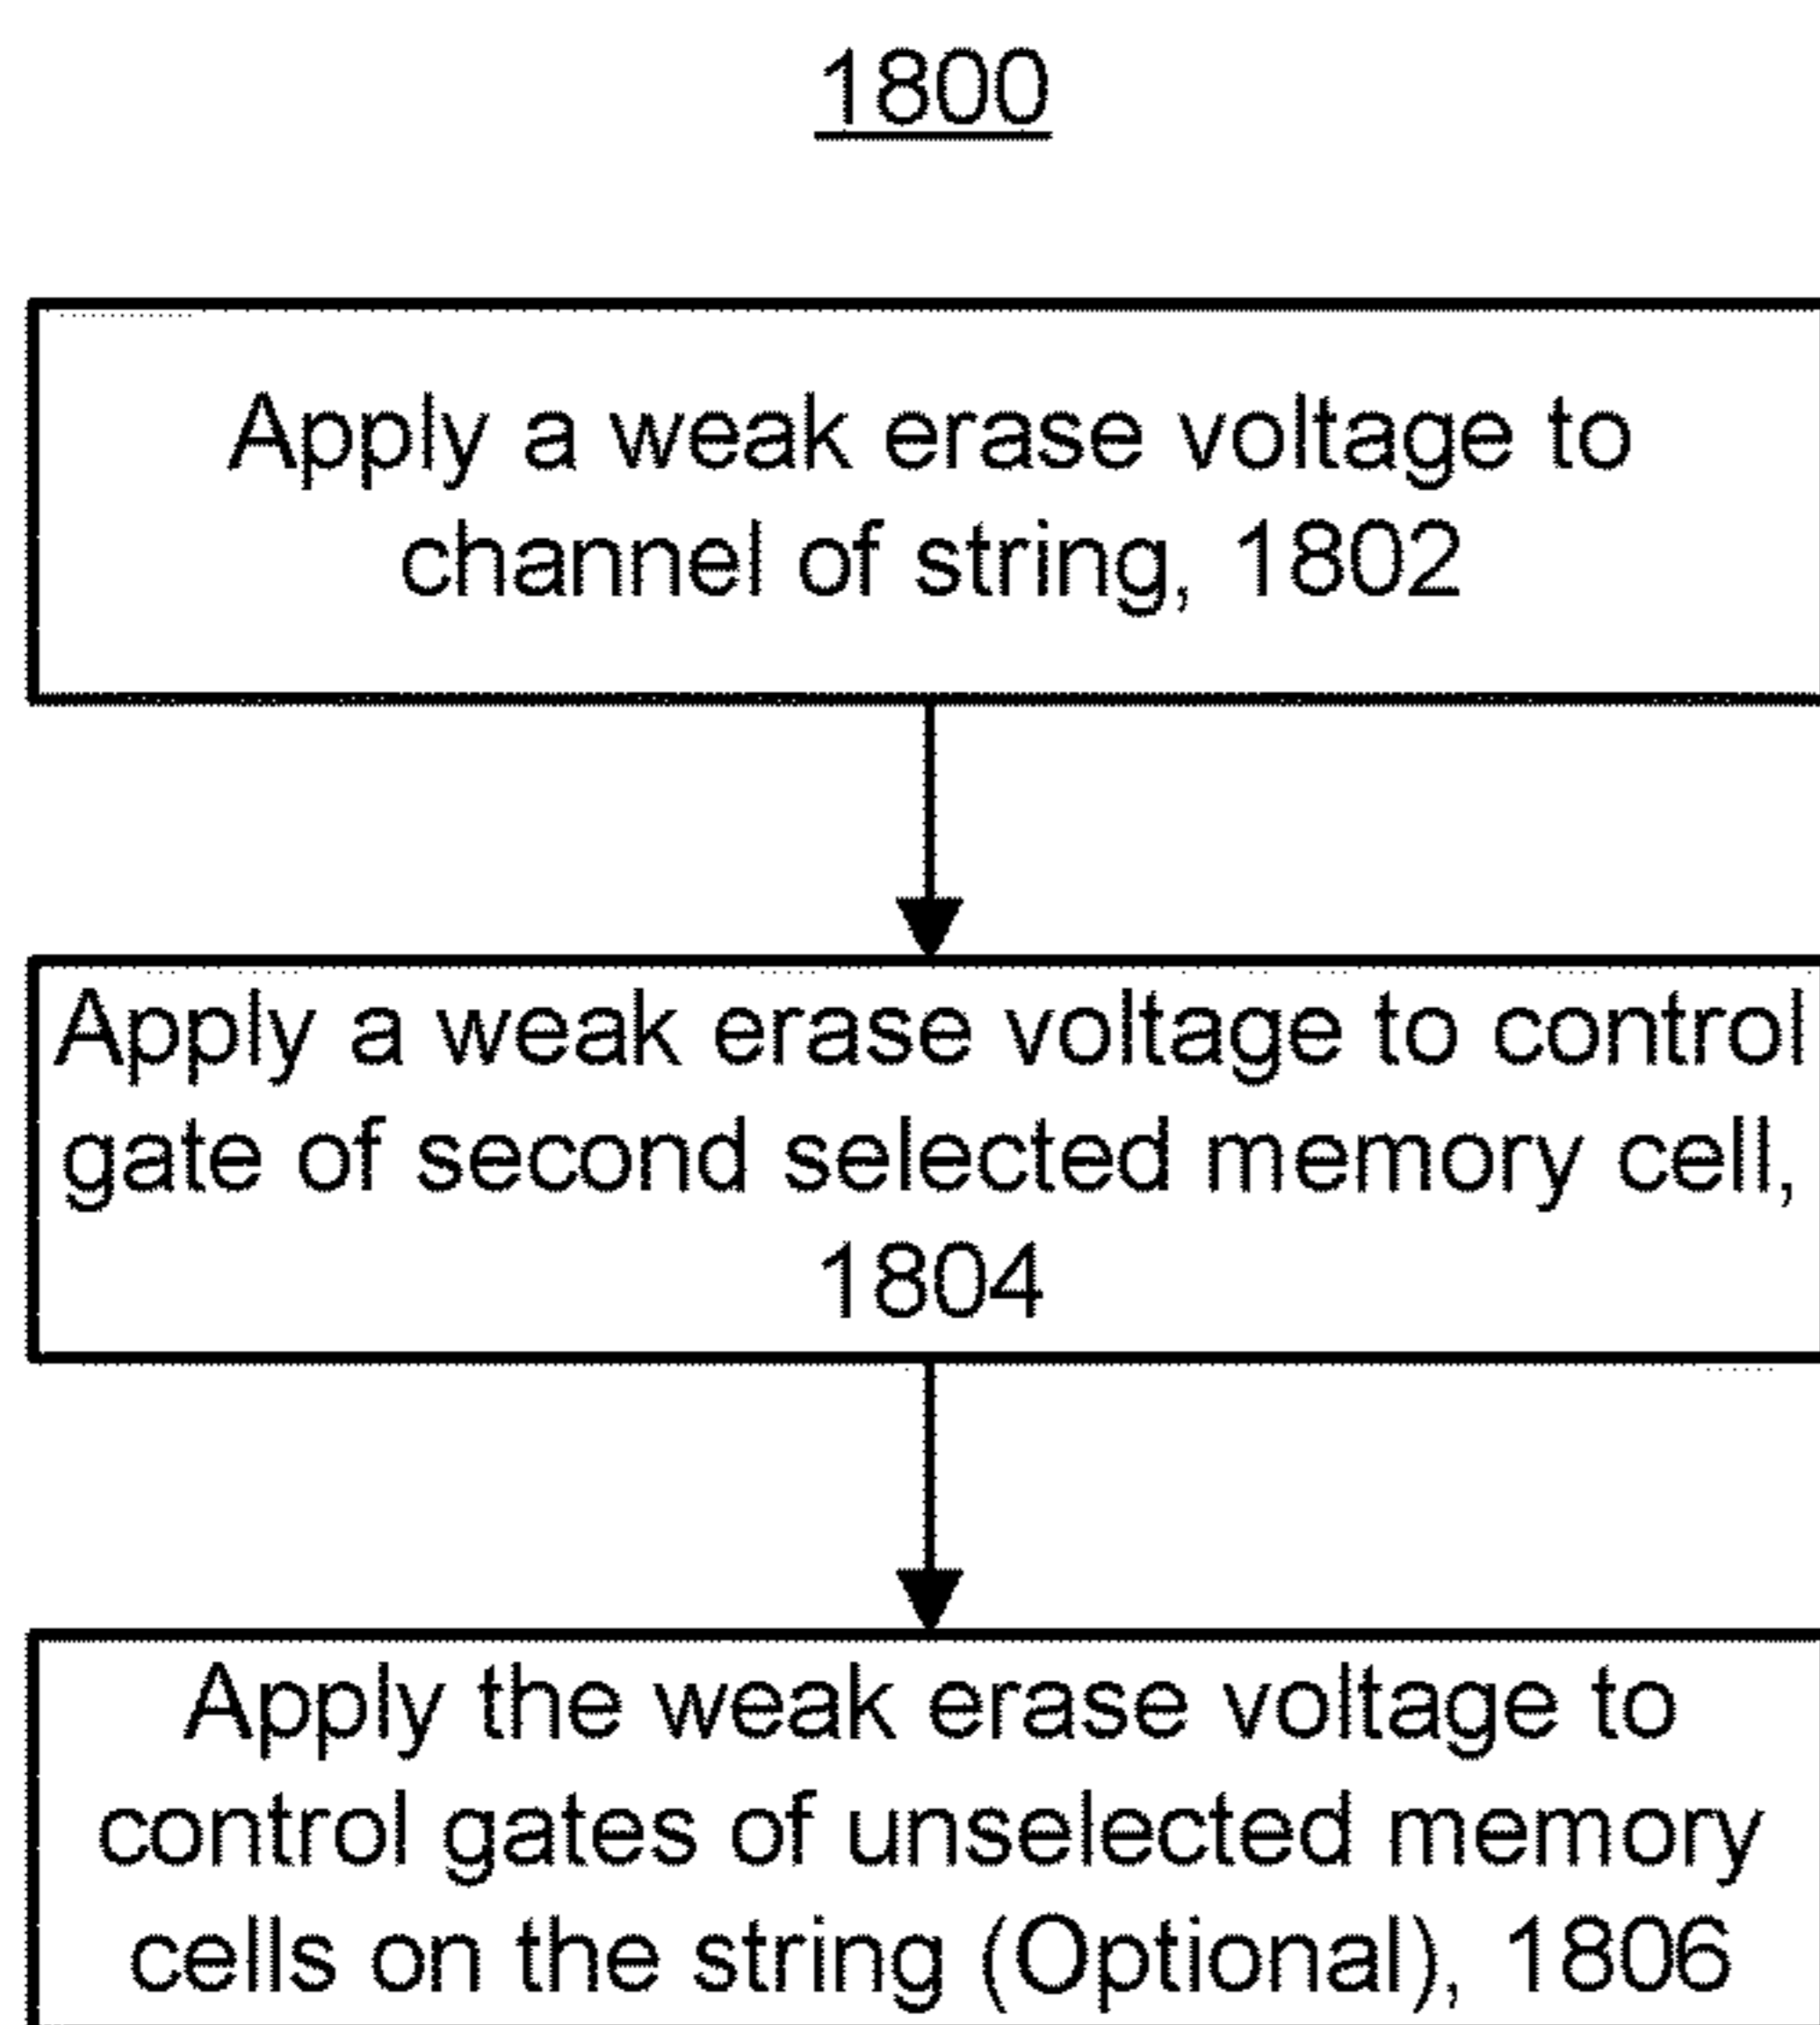 1800
Apply a weak erase voltage to
channel of string, 1802
Apply a weak erase voltage to control
gate of second selected memory cell,
1804
Apply the weak erase voltage to
control gates of unselected memory
cells on the string (Optional), 1806